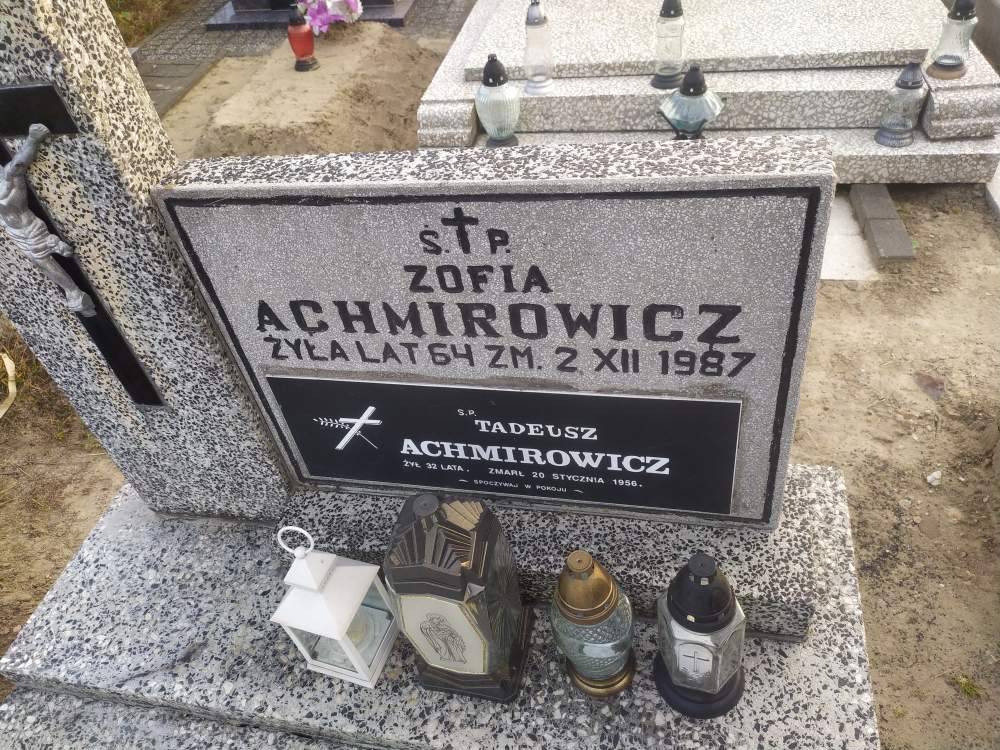 Ś. P.
ZOFIA
ACHMIROWICZ
ŻYŁA LAT 64 ZM. 2 XII 1987
S.P.
TADEUSZ
ACHMIROWICZ
ŻYŁ 32 LATA. ZMARŁ 20 STYCZNIA 1956.
SPOCZYWAJ W POKOJU